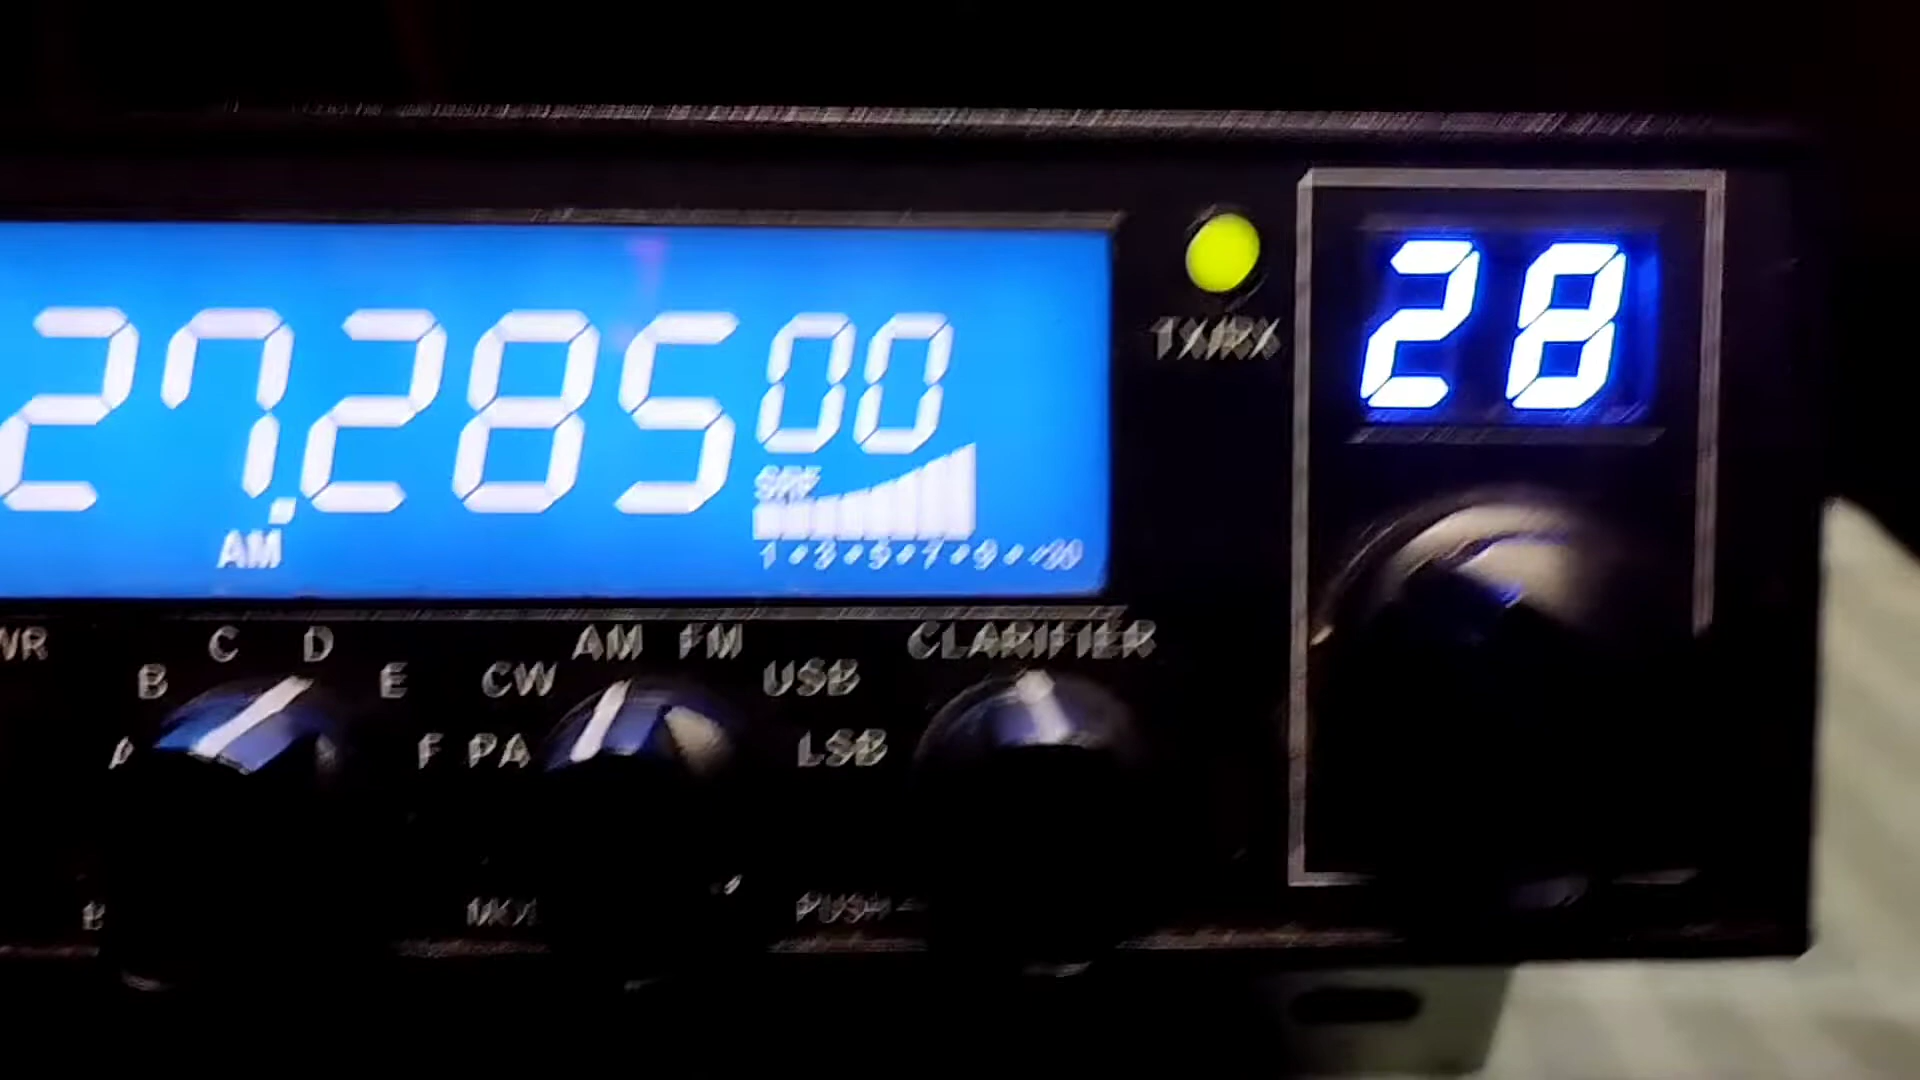 27.28500
28
TX/RX
SRF
AM
1 • 3 • 5 • 7 • 9 • +30
C D AM FM CLARIFIER
B E CW USB
A F PA LSB
PUSH